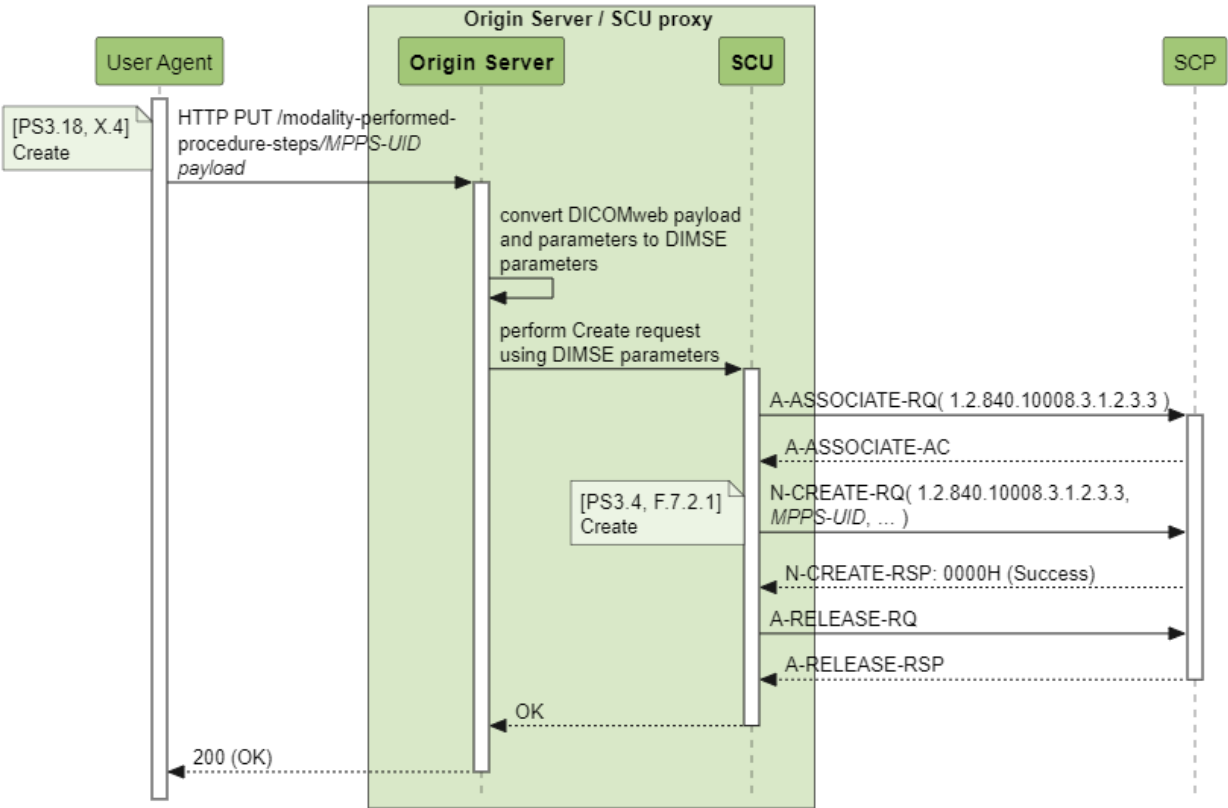 Origin Server / SCU proxy
User Agent
Origin Server
SCU
SCP
[PS3.18, X.4]
Create
HTTP PUT /modality-performed-
procedure-steps/MPPS-UID
payload
convert DICOMweb payload
and parameters to DIMSE
parameters
perform Create request
using DIMSE parameters
A-ASSOCIATE-RQ( 1.2.840.10008.3.1.2.3.3 )
A-ASSOCIATE-AC
[PS3.4, F.7.2.1]
Create
N-CREATE-RQ( 1.2.840.10008.3.1.2.3.3,
MPPS-UID, ... )
N-CREATE-RSP: 0000H (Success)
A-RELEASE-RQ
A-RELEASE-RSP
OK
200 (OK)